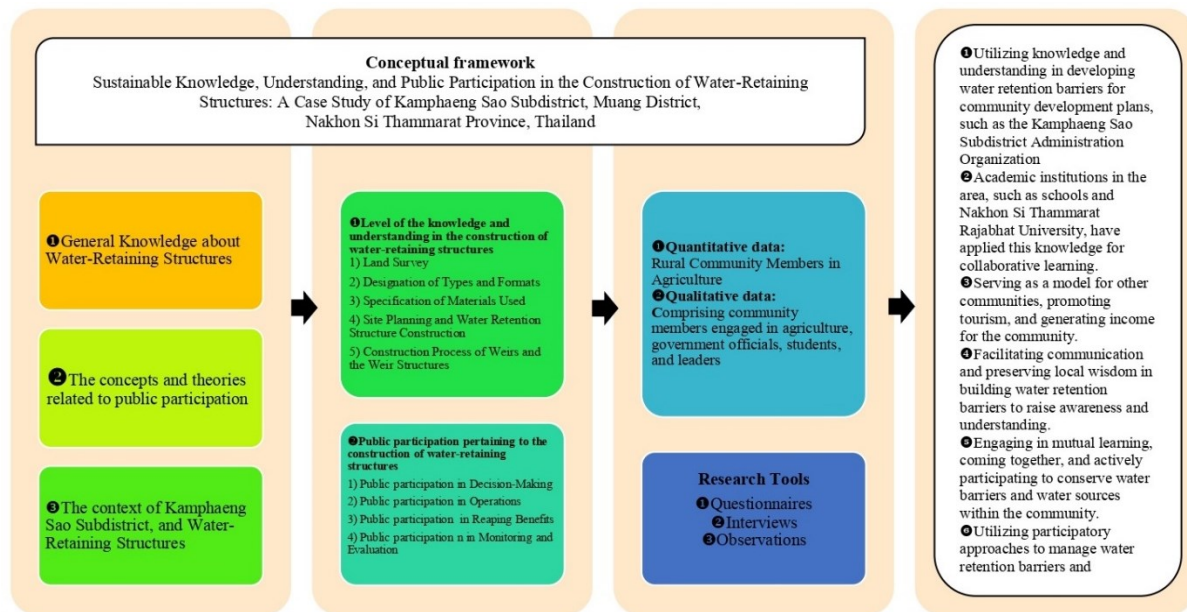 Conceptual framework
Sustainable Knowledge, Understanding, and Public Participation in the Construction of Water-Retaining
Structures: A Case Study of Kamphaeng Sao Subdistrict, Muang District,
Nakhon Si Thammarat Province, Thailand
❶General Knowledge about
Water-Retaining Structures
❷The concepts and theories
related to public participation
❸The context of Kamphaeng
Sao Subdistrict, and Water-
Retaining Structures
❶Level of the knowledge and
understanding in the construction of
water-retaining structures
1) Land Survey
2) Designation of Types and Formats
3) Specification of Materials Used
4) Site Planning and Water Retention
Structure Construction
5) Construction Process of Weirs and
the Weir Structures
❷Public participation pertaining to the
construction of water-retaining
structures
1) Public participation in Decision-Making
2) Public participation in Operations
3) Public participation in Reaping Benefits
4) Public participation n in Monitoring and
Evaluation
❶Quantitative data:
Rural Community Members in
Agriculture
❷Qualitative data:
Comprising community
members engaged in agriculture,
government officials, students,
and leaders
Research Tools
❶Questionnaires
❷Interviews
❸Observations
❶Utilizing knowledge and
understanding in developing
water retention barriers for
community development plans,
such as the Kamphaeng Sao
Subdistrict Administration
Organization
❷Academic institutions in the
area, such as schools and
Nakhon Si Thammarat
Rajabhat University, have
applied this knowledge for
collaborative learning.
❸Serving as a model for other
communities, promoting
tourism, and generating income
for the community.
❹Facilitating communication
and preserving local wisdom in
building water retention
barriers to raise awareness and
understanding.
❺Engaging in mutual learning,
coming together, and actively
participating to conserve water
barriers and water sources
within the community.
❻Utilizing participatory
approaches to manage water
retention barriers and